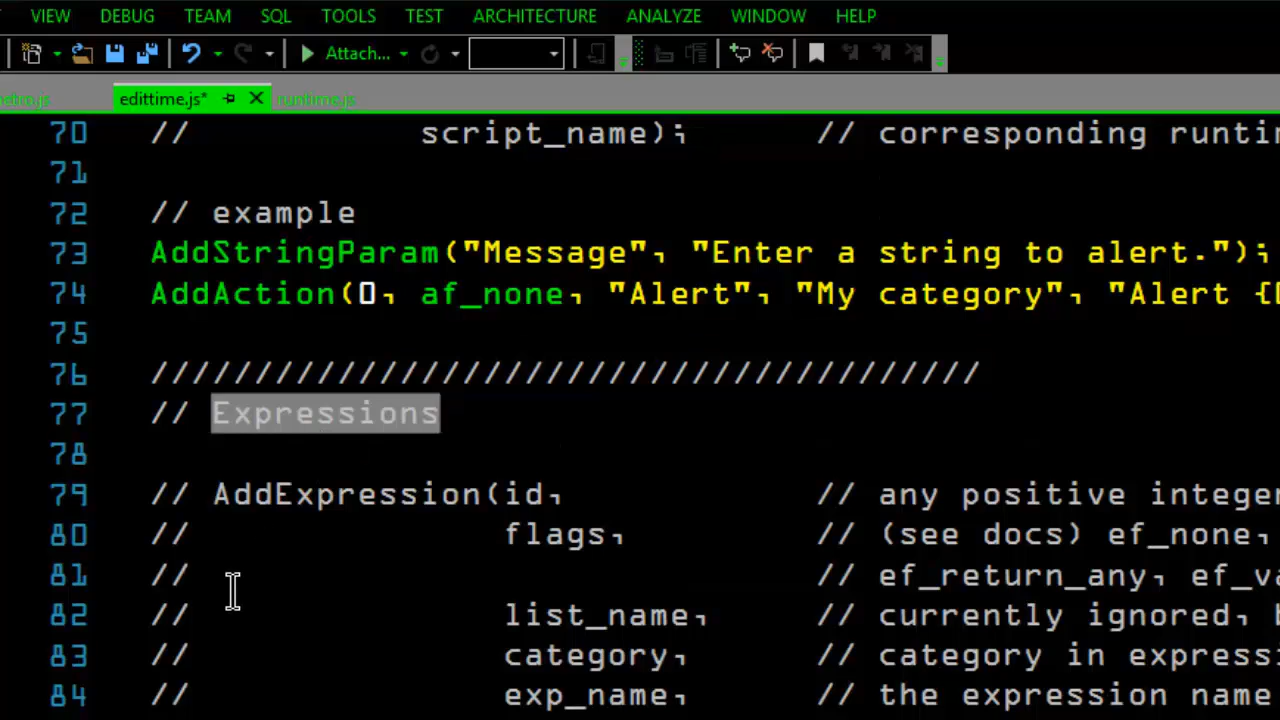 VIEW DEBUG TEAM SQL TOOLS TEST ARCHITECTURE ANALYZE WINDOW HELP
Attach...
edittime.js* runtime.js
70 // script_name); // corresponding runtim
71
72 // example
73 AddStringParam("Message", "Enter a string to alert.");
74 AddAction(0, af_none, "Alert", "My category", "Alert {
75
76 ////////////////////////////////////////
77 // Expressions
78
79 // AddExpression(id, // any positive integer
80 // flags, // (see docs) ef_none,
81 // // ef_return_any, ef_va
82 // list_name, // currently ignored, b
83 // category, // category in expressi
84 // exp_name, // the expression name